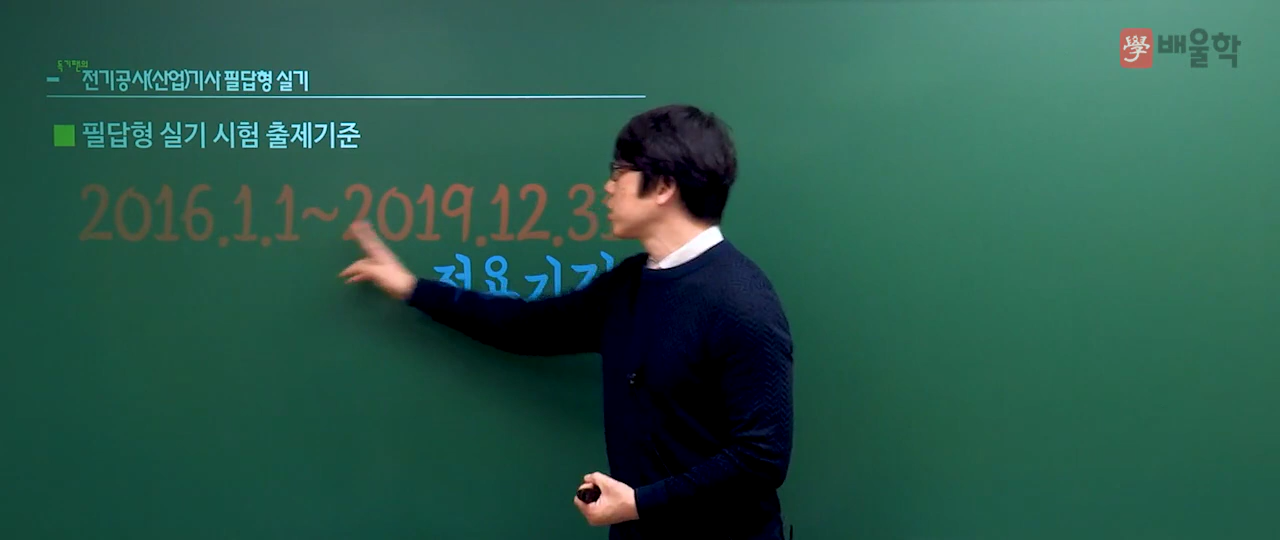 學 배울학
전기공사(산업)기사 필답형 실기
필답형 실기 시험 출제기준
2016.1.1~2019.12.31
적용기간